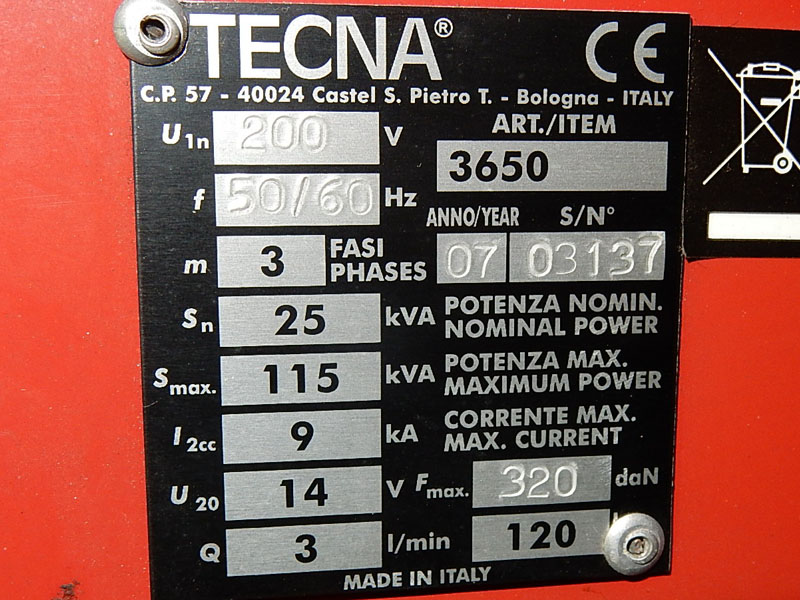 TECNA® CE
C.P. 57 - 40024 Castel S. Pietro T. - Bologna - ITALY
U1n 200 V
ART./ITEM
3650
f 50/60 Hz
ANNO/YEAR S/N°
07 03137
m 3 FASI PHASES
Sn 25 kVA POTENZA NOMIN.
NOMINAL POWER
Smax. 115 kVA POTENZA MAX.
MAXIMUM POWER
I2cc 9 kA CORRENTE MAX.
MAX. CURRENT
U20 14 V Fmax. 320 daN
Q 3 l/min 120
MADE IN ITALY